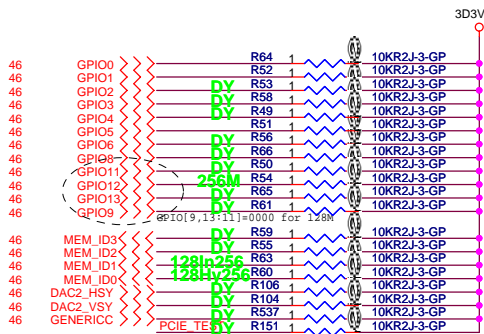 3D3V
46 GPIO0 R64 1 10KR2J-3-GP
46 GPIO1 R52 1 10KR2J-3-GP
46 GPIO2 DY R53 1 10KR2J-3-GP
46 GPIO3 DY R58 1 10KR2J-3-GP
46 GPIO4 DY R49 1 10KR2J-3-GP
46 GPIO5 R51 1 10KR2J-3-GP
46 GPIO6 DY R56 1 10KR2J-3-GP
46 DY R66 1 10KR2J-3-GP
46 GPIO11 DY R50 1 10KR2J-3-GP
46 GPIO12 256M R54 1 10KR2J-3-GP
46 GPIO13 DY R65 1 10KR2J-3-GP
46 GPIO9 DY R61 1 10KR2J-3-GP
GPIO[9,13:11]=0000 for 128M
46 MEM_ID3 DY R59 1 10KR2J-3-GP
46 MEM_ID2 DY R55 1 10KR2J-3-GP
46 MEM_ID1 128In256 R63 1 10KR2J-3-GP
46 MEM_ID0 128Hy256 R60 1 10KR2J-3-GP
46 DAC2_HSY DY R106 1 10KR2J-3-GP
46 DAC2_VSY DY R104 1 10KR2J-3-GP
46 GENERICC DY R537 1 10KR2J-3-GP
PCIE_TEST DY R151 1 10KR2J-3-GP